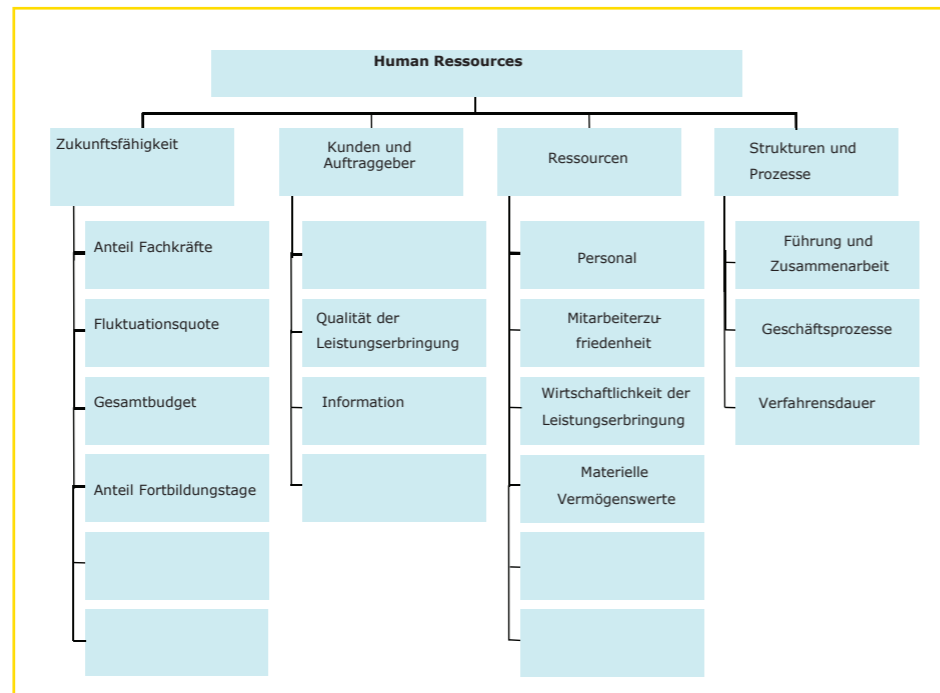 Human Ressources
Zukunftsfähigkeit
Kunden und
Auftraggeber
Ressourcen
Strukturen und
Prozesse
Anteil Fachkräfte
Fluktuationsquote
Gesamtbudget
Anteil Fortbildungstage
Qualität der
Leistungserbringung
Information
Personal
Mitarbeiterzu-
friedenheit
Wirtschaftlichkeit der
Leistungserbringung
Materielle
Vermögenswerte
Führung und
Zusammenarbeit
Geschäftsprozesse
Verfahrensdauer